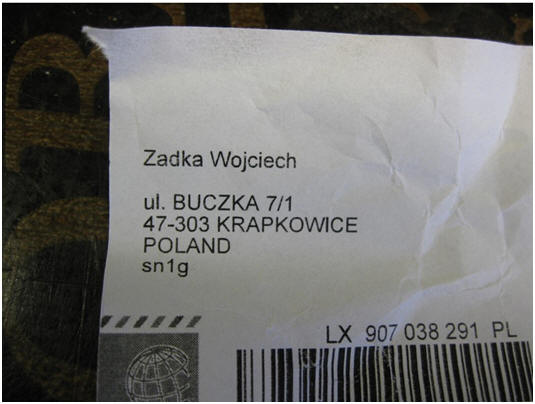 Zadka Wojciech
ul. BUCZKA 7/1
47-303 KRAPKOWICE
POLAND
sn1g
LX 907 038 291 PL